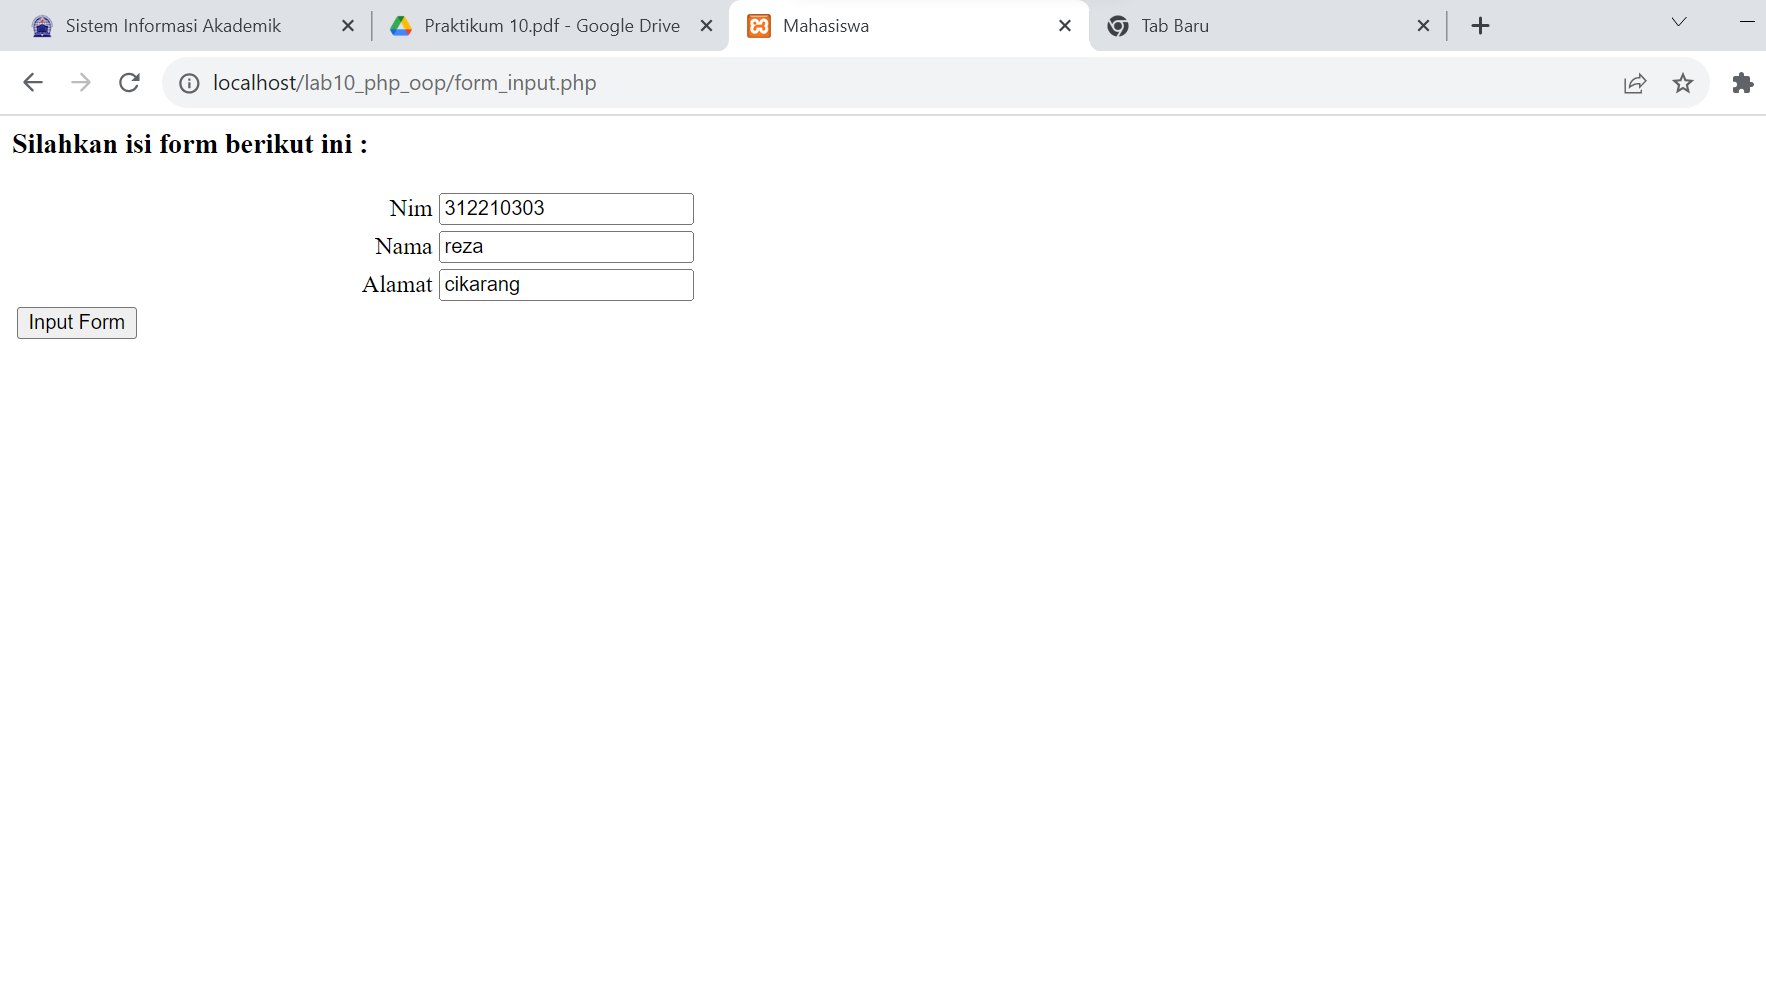 Sistem Informasi Akademik
Praktikum 10.pdf - Google Drive
Mahasiswa
Tab Baru
localhost/lab10_php_oop/form_input.php
Silahkan isi form berikut ini :
Nim 312210303
Nama reza
Alamat cikarang
Input Form